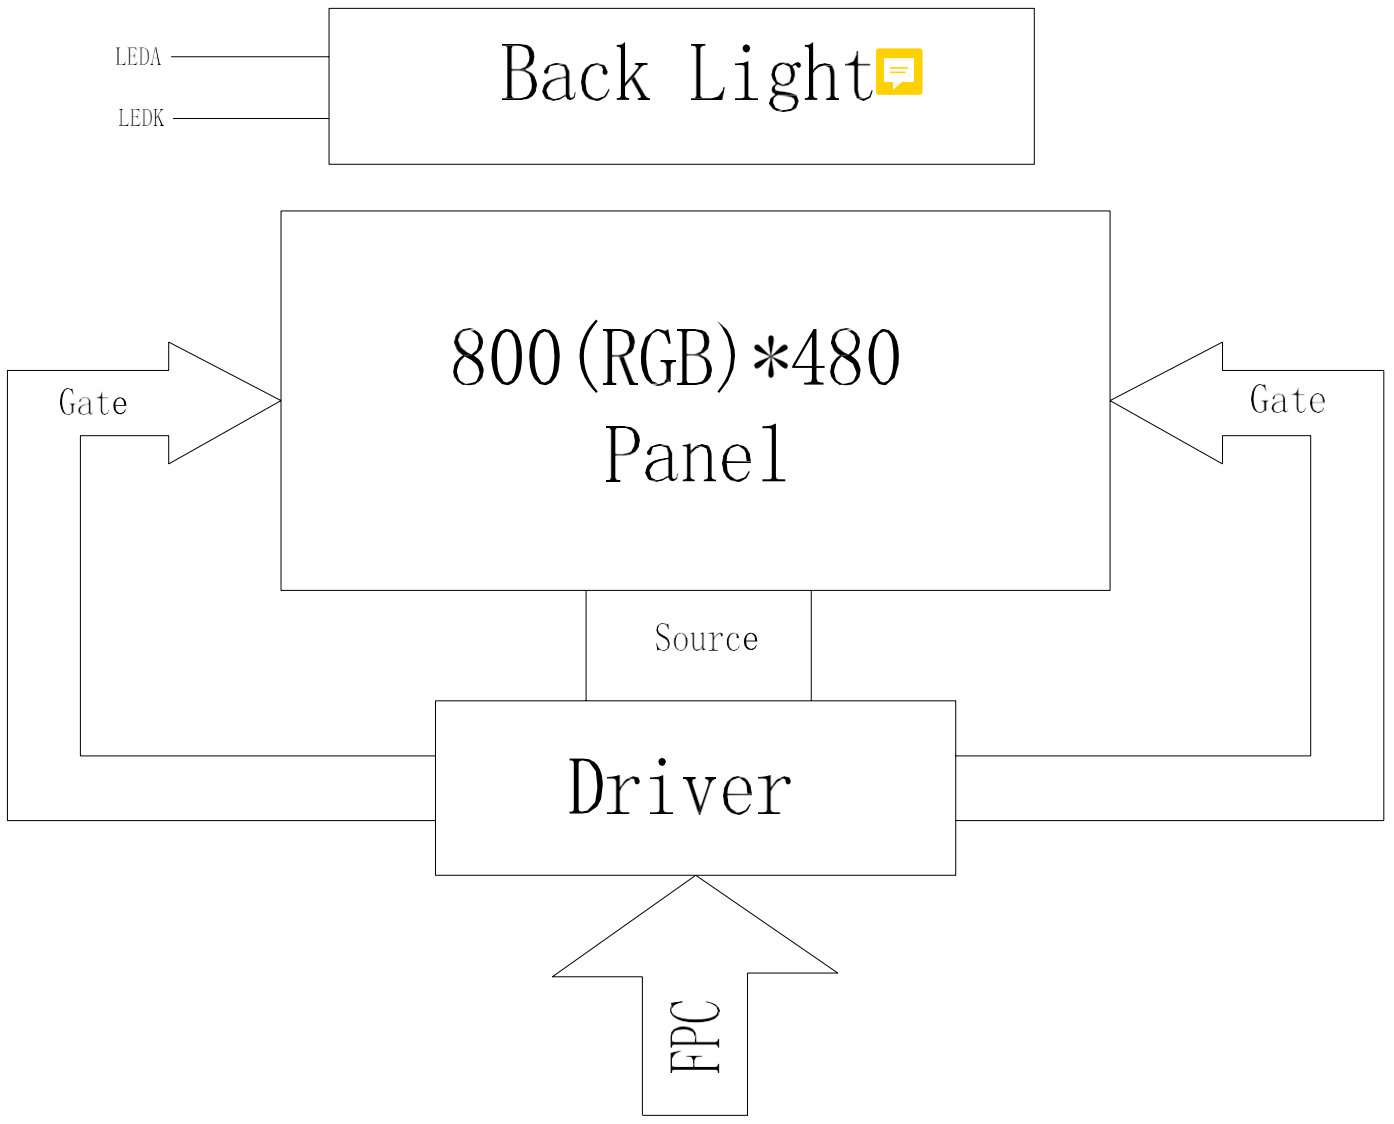 LEDA
Back Light
LEDK
800(RGB)*480
Panel
Gate
Gate
Source
Driver
FPC